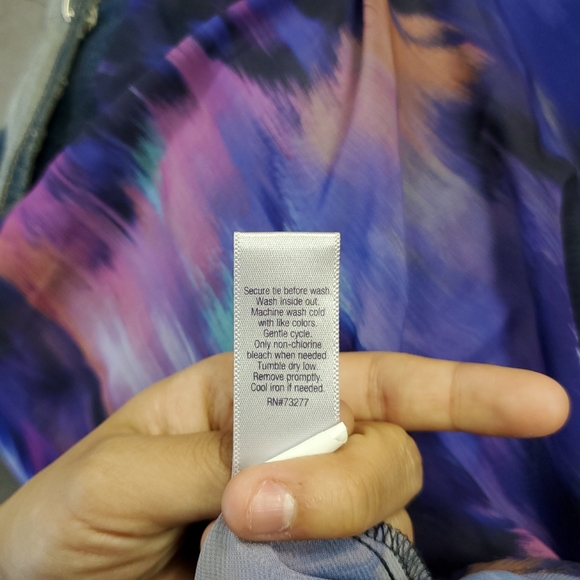 Secure tie before wash.
Wash inside out.
Machine wash cold
with like colors.
Gentle cycle.
Only non-chlorine
bleach when needed.
Tumble dry low.
Remove promptly.
Cool iron if needed.
RN#73277